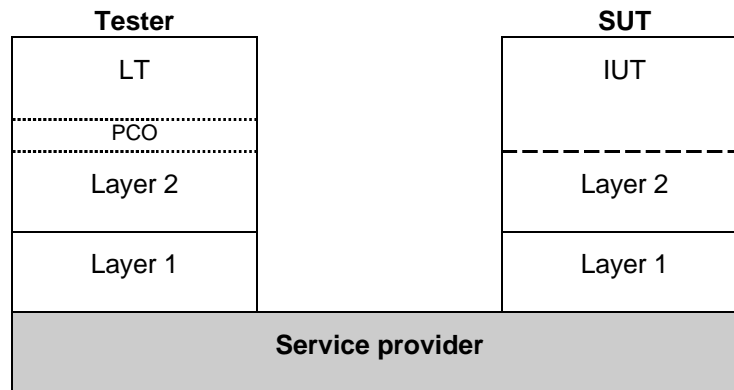 Tester
SUT
LT
IUT
PCO
Layer 2
Layer 2
Layer 1
Layer 1
Service provider